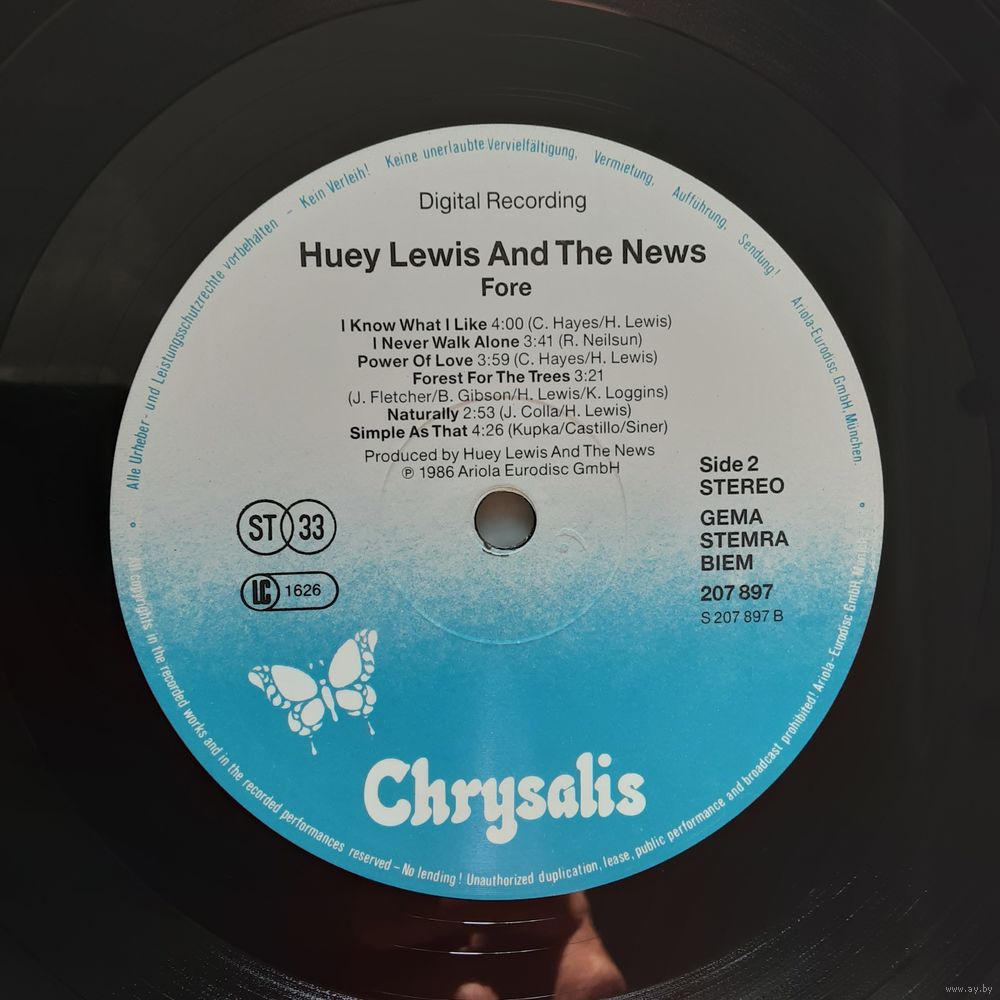 Alle Urheber- und Leistungsschutzrechte vorbehalten – Kein Verleih! Keine unerlaubte Vervielfältigung, Vermietung, Aufführung, Sendung! Ariola-Eurodisc GmbH, München.
Digital Recording
Huey Lewis And The News
Fore
I Know What I Like 4:00 (C. Hayes/H. Lewis)
I Never Walk Alone 3:41 (R. Neilsun)
Power Of Love 3:59 (C. Hayes/H. Lewis)
Forest For The Trees 3:21
(J. Fletcher/B. Gibson/H. Lewis/K. Loggins)
Naturally 2:53 (J. Colla/H. Lewis)
Simple As That 4:26 (Kupka/Castillo/Siner)
Produced by Huey Lewis And The News
℗ 1986 Ariola Eurodisc GmbH
Side 2
STEREO
GEMA
STEMRA
BIEM
207 897
S 207 897 B
ST 33
LC 1626
Chrysalis
All copyrights in the recorded works and in the recorded performances reserved – No lending! Unauthorized duplication, lease, public performance and broadcast prohibited! Ariola-Eurodisc GmbH,
www.ay.by